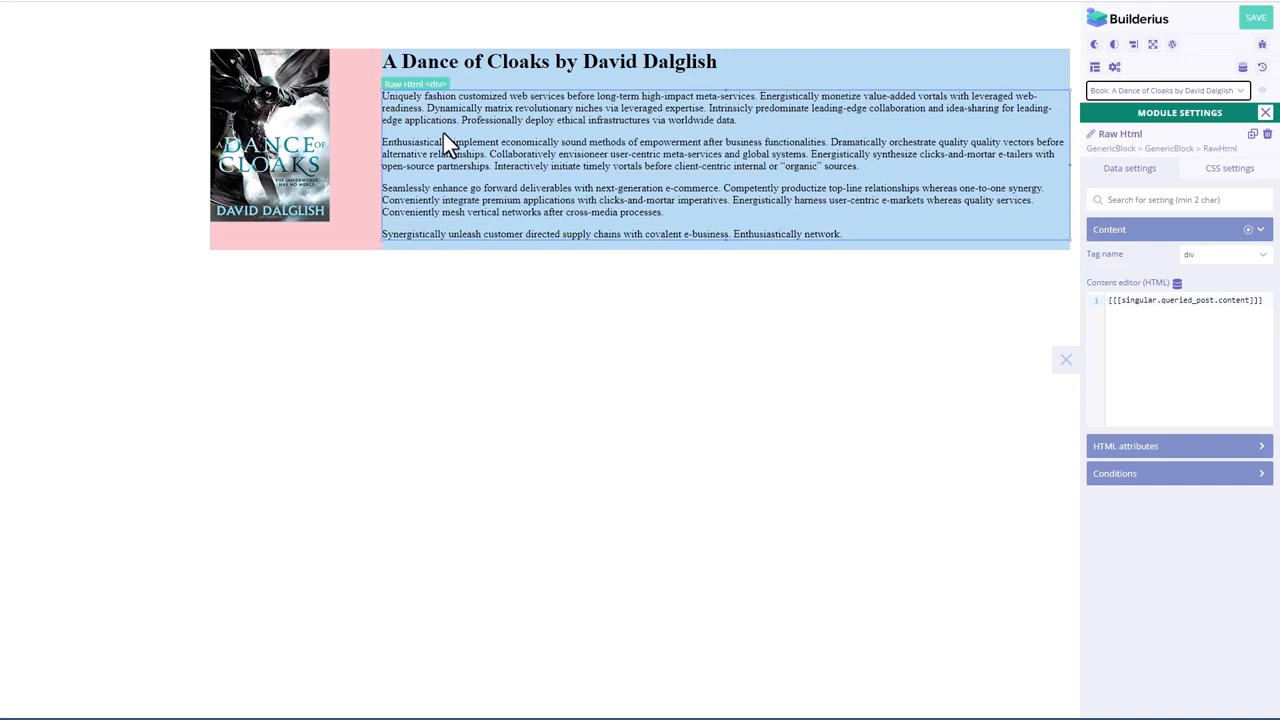 Builderius
SAVE
Book: A Dance of Cloaks by David Dalglish
MODULE SETTINGS
Raw Html
GenericBlock > GenericBlock > RawHtml
Data settings
CSS settings
Search for setting (min 2 char)
Content
Tag name
div
Content editor (HTML)
1
[[[singular.queried_post.content]]]
HTML attributes
Conditions
A Dance of Cloaks by David Dalglish
Raw Html <div>
Uniquely fashion customized web services before long-term high-impact meta-services. Energistically monetize value-added vortals with leveraged web-
readiness. Dynamically matrix revolutionary niches via leveraged expertise. Intrinsicly predominate leading-edge collaboration and idea-sharing for leading-
edge applications. Professionally deploy ethical infrastructures via worldwide data.
Enthusiastically implement economically sound methods of empowerment after business functionalities. Dramatically orchestrate quality quality vectors before
alternative relationships. Collaboratively envisioneer user-centric meta-services and global systems. Energistically synthesize clicks-and-mortar e-tailers with
open-source partnerships. Interactively initiate timely vortals before client-centric internal or “organic” sources.
Seamlessly enhance go forward deliverables with next-generation e-commerce. Competently productize top-line relationships whereas one-to-one synergy.
Conveniently integrate premium applications with clicks-and-mortar imperatives. Energistically harness user-centric e-markets whereas quality services.
Conveniently mesh vertical networks after cross-media processes.
Synergistically unleash customer directed supply chains with covalent e-business. Enthusiastically network.
A DANCE OF
CLOAKS
THE UNDERWORLD
HAS NO MERCY
DAVID DALGLISH